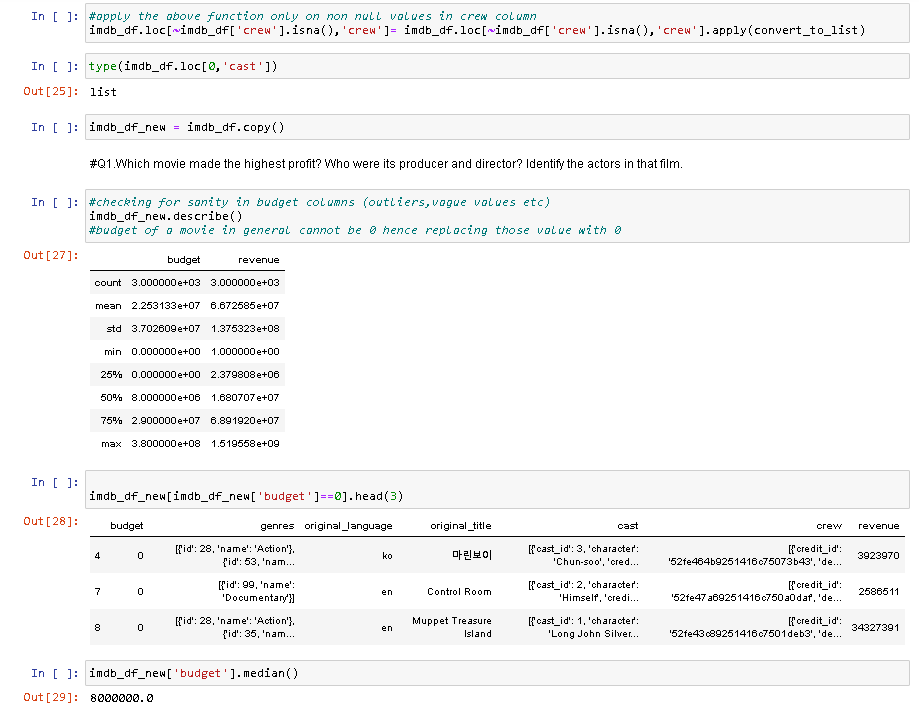 In [ ]: #apply the above function only on non null values in crew column
imdb_df.loc[~imdb_df['crew'].isna(),'crew']= imdb_df.loc[~imdb_df['crew'].isna(),'crew'].apply(convert_to_list)
In [ ]: type(imdb_df.loc[0,'cast'])
Out[25]: list
In [ ]: imdb_df_new = imdb_df.copy()
#Q1.Which movie made the highest profit? Who were its producer and director? Identify the actors in that film.
In [ ]: #checking for sanity in budget columns (outliers,vague values etc)
imdb_df_new.describe()
#budget of a movie in general cannot be 0 hence replacing those value with 0
Out[27]:
budget revenue
count 3.000000e+03 3.000000e+03
mean 2.253133e+07 6.672585e+07
std 3.702609e+07 1.375323e+08
min 0.000000e+00 1.000000e+00
25% 0.000000e+00 2.379808e+06
50% 8.000000e+06 1.680707e+07
75% 2.900000e+07 6.891920e+07
max 3.800000e+08 1.519558e+09
In [ ]:
imdb_df_new[imdb_df_new['budget']==0].head(3)
Out[28]:
budget genres original_language original_title cast crew revenue
[{'id': 28, 'name': 'Action'}, [{'cast_id': 3, 'character': [{'credit_id':
4 0 ko 마린보이 3923970
{'id': 53, 'nam... 'Chun-soo', 'cred... '52fe464b9251416c75073b43', 'de...
[{'id': 99, 'name': [{'cast_id': 2, 'character': [{'credit_id':
7 0 en Control Room 2586511
'Documentary'}] 'Himself', 'credi... '52fe47a69251416c750a0daf', 'de...
[{'id': 28, 'name': 'Action'}, Muppet Treasure [{'cast_id': 1, 'character': [{'credit_id':
8 0 en 34327391
{'id': 35, 'nam... Island 'Long John Silver... '52fe43c89251416c7501deb3', 'de...
In [ ]: imdb_df_new['budget'].median()
Out[29]: 8000000.0